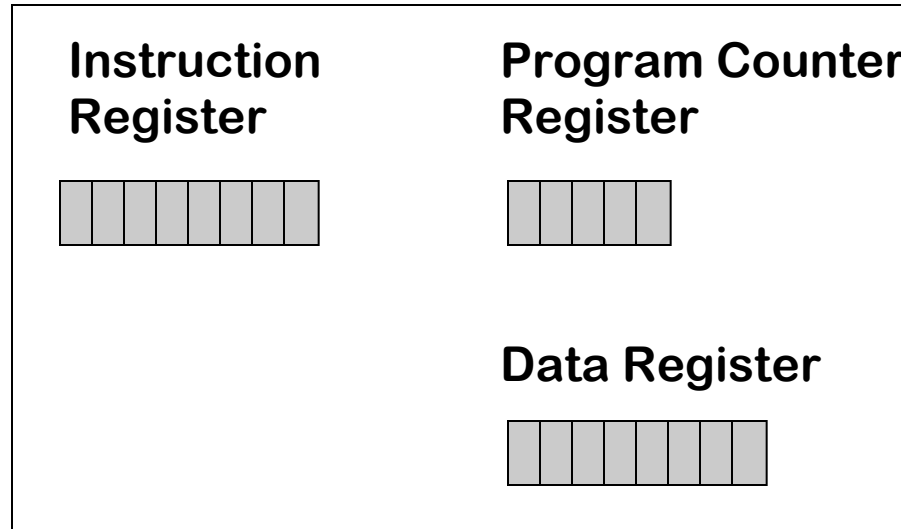 Instruction
Register
Program Counter
Register
Data Register